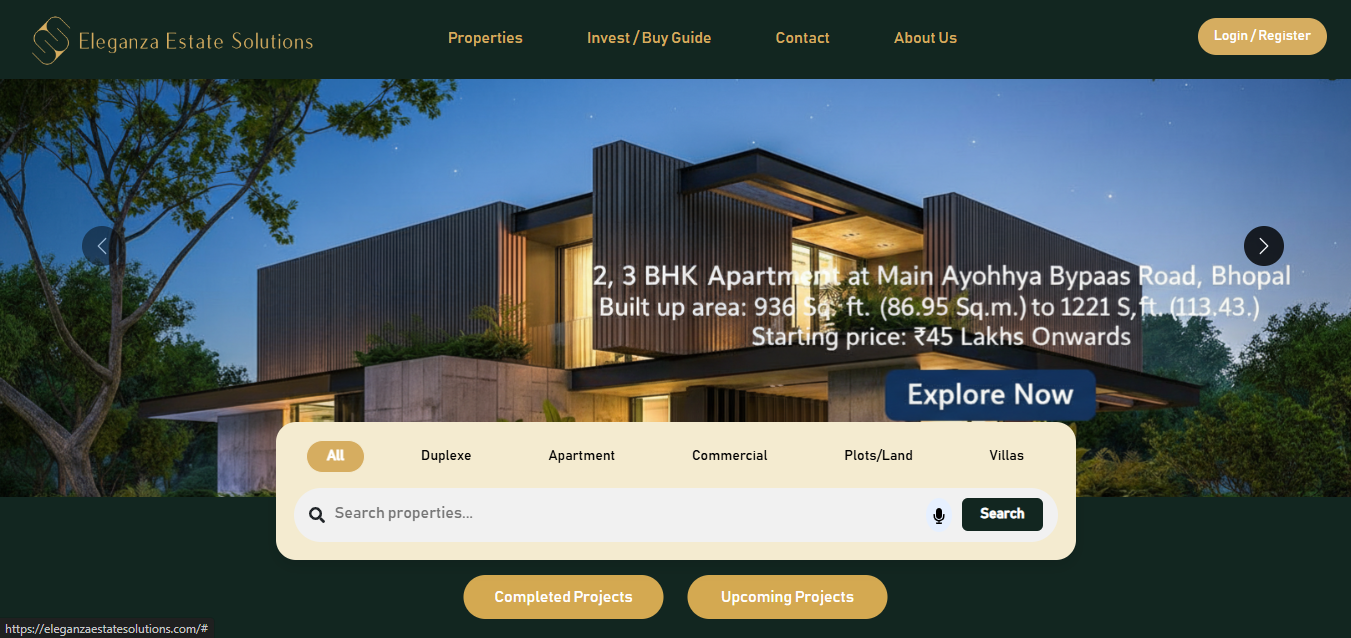 Eleganza Estate Solutions
Properties
Invest / Buy Guide
Contact
About Us
Login / Register
2, 3 BHK Apartment at Main Ayohhya Bypaas Road, Bhopal
Built up area: 936 Sq. ft. (86.95 Sq.m.) to 1221 S,ft. (113.43.)
Starting price: ₹45 Lakhs Onwards
Explore Now
All
Duplexe
Apartment
Commercial
Plots/Land
Villas
Search properties...
Search
Completed Projects
Upcoming Projects
https://eleganzaestatesolutions.com/#